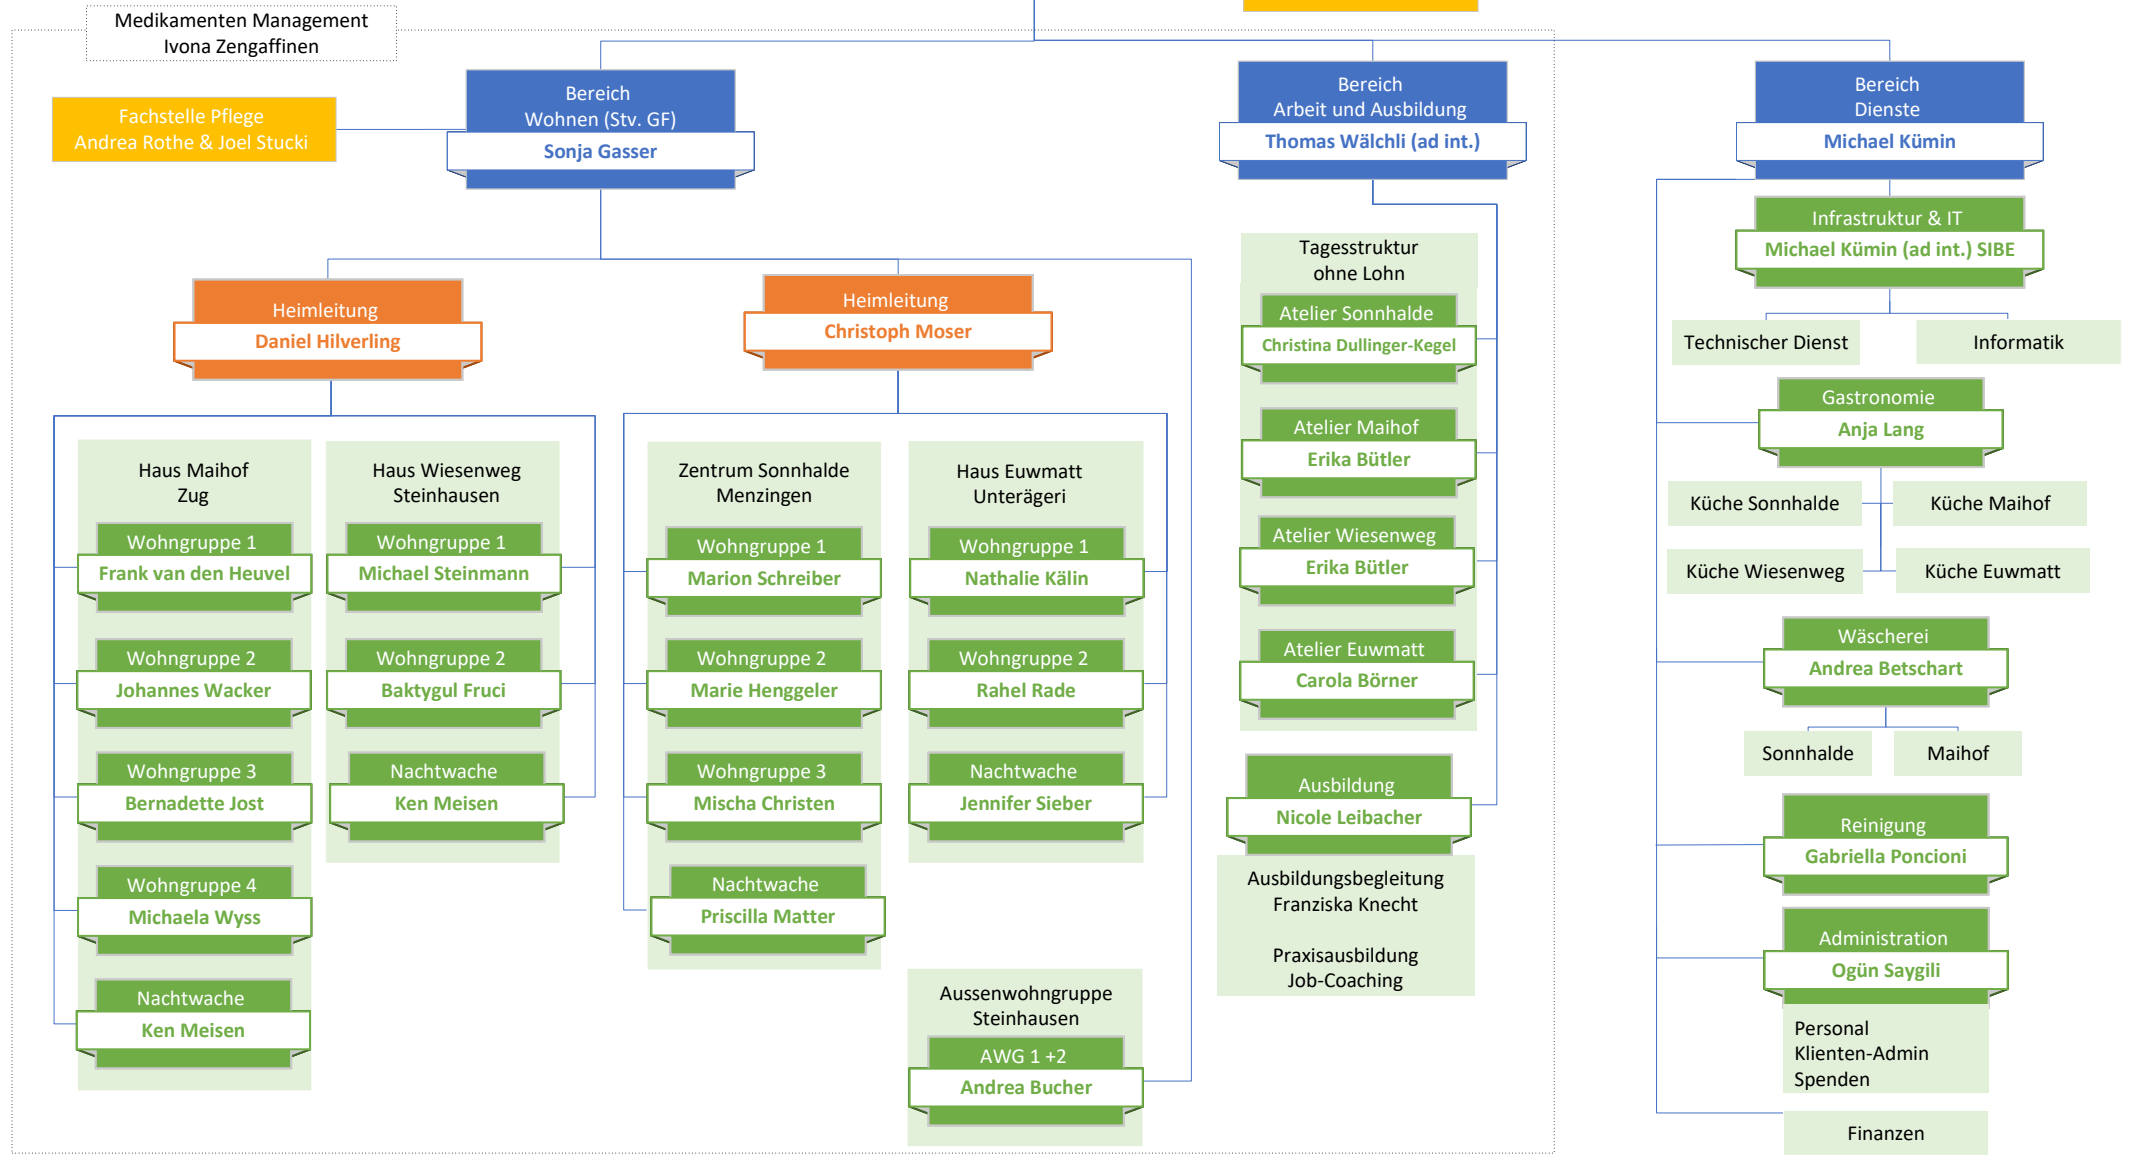 Medikamenten Management
Ivona Zengaffinen
Fachstelle Pflege
Andrea Rothe & Joel Stucki
Bereich
Wohnen (Stv. GF)
Sonja Gasser
Bereich
Arbeit und Ausbildung
Thomas Wälchli (ad int.)
Bereich
Dienste
Michael Kümin
Heimleitung
Daniel Hilverling
Heimleitung
Christoph Moser
Haus Maihof
Zug
Wohngruppe 1
Frank van den Heuvel
Wohngruppe 2
Johannes Wacker
Wohngruppe 3
Bernadette Jost
Wohngruppe 4
Michaela Wyss
Nachtwache
Ken Meisen
Haus Wiesenweg
Steinhausen
Wohngruppe 1
Michael Steinmann
Wohngruppe 2
Baktygul Fruci
Nachtwache
Ken Meisen
Zentrum Sonnhalde
Menzingen
Wohngruppe 1
Marion Schreiber
Wohngruppe 2
Marie Henggeler
Wohngruppe 3
Mischa Christen
Nachtwache
Priscilla Matter
Haus Euwmatt
Unterägeri
Wohngruppe 1
Nathalie Kälin
Wohngruppe 2
Rahel Rade
Nachtwache
Jennifer Sieber
Aussenwohngruppe
Steinhausen
AWG 1 +2
Andrea Bucher
Tagesstruktur
ohne Lohn
Atelier Sonnhalde
Christina Dullinger-Kegel
Atelier Maihof
Erika Bütler
Atelier Wiesenweg
Erika Bütler
Atelier Euwmatt
Carola Börner
Ausbildung
Nicole Leibacher
Ausbildungsbegleitung
Franziska Knecht
Praxisausbildung
Job-Coaching
Infrastruktur & IT
Michael Kümin (ad int.) SIBE
Technischer Dienst
Informatik
Gastronomie
Anja Lang
Küche Sonnhalde
Küche Maihof
Küche Wiesenweg
Küche Euwmatt
Wäscherei
Andrea Betschart
Sonnhalde
Maihof
Reinigung
Gabriella Poncioni
Administration
Ogün Saygili
Personal
Klienten-Admin
Spenden
Finanzen